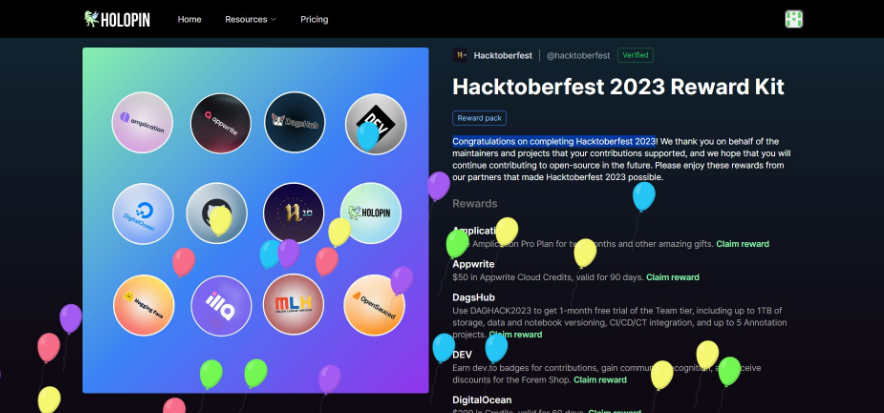 HOLOPIN
Home
Resources
Pricing
amplication
appwrite
DagsHub
DEV
DigitalOcean
10
HOLOPIN
Hugging Face
illa
MLH
MAJOR LEAGUE HACKING
OpenSauced
Hacktoberfest
@hacktoberfest
Verified
Hacktoberfest 2023 Reward Kit
Reward pack
Congratulations on completing Hacktoberfest 2023! We thank you on behalf of the
maintainers and projects that your contributions supported, and we hope that you will
continue contributing to open-source in the future. Please enjoy these rewards from
our partners that made Hacktoberfest 2023 possible.
Rewards
Amplicati
Amplication Pro Plan for tw months and other amazing gifts. Claim reward
Appwrite
$50 in Appwrite Cloud Credits, valid for 90 days. Claim reward
DagsHub
Use DAGHACK2023 to get 1-month free trial of the Team tier, including up to 1TB of
storage, data and notebook versioning, CI/CD/CT integration, and up to 5 Annotation
projects. Claim reward
DEV
Earn dev.to badges for contributions, gain commun recognition, a receive
discounts for the Forem Shop. Claim reward
DigitalOcean
$200 in Credits, valid for 60 days. Claim reward